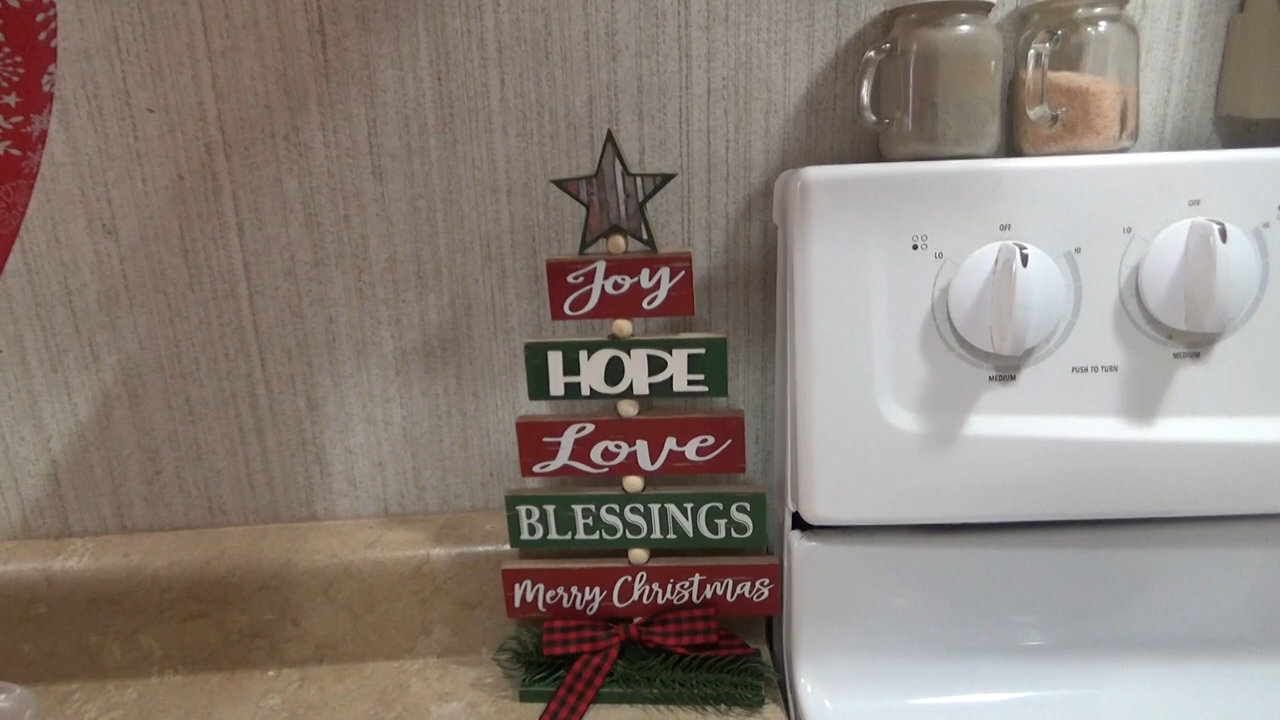 Joy
HOPE
Love
BLESSINGS
Merry Christmas
OFF
LO
HI
MEDIUM
PUSH TO TURN
OFF
LO
HI
MEDIUM